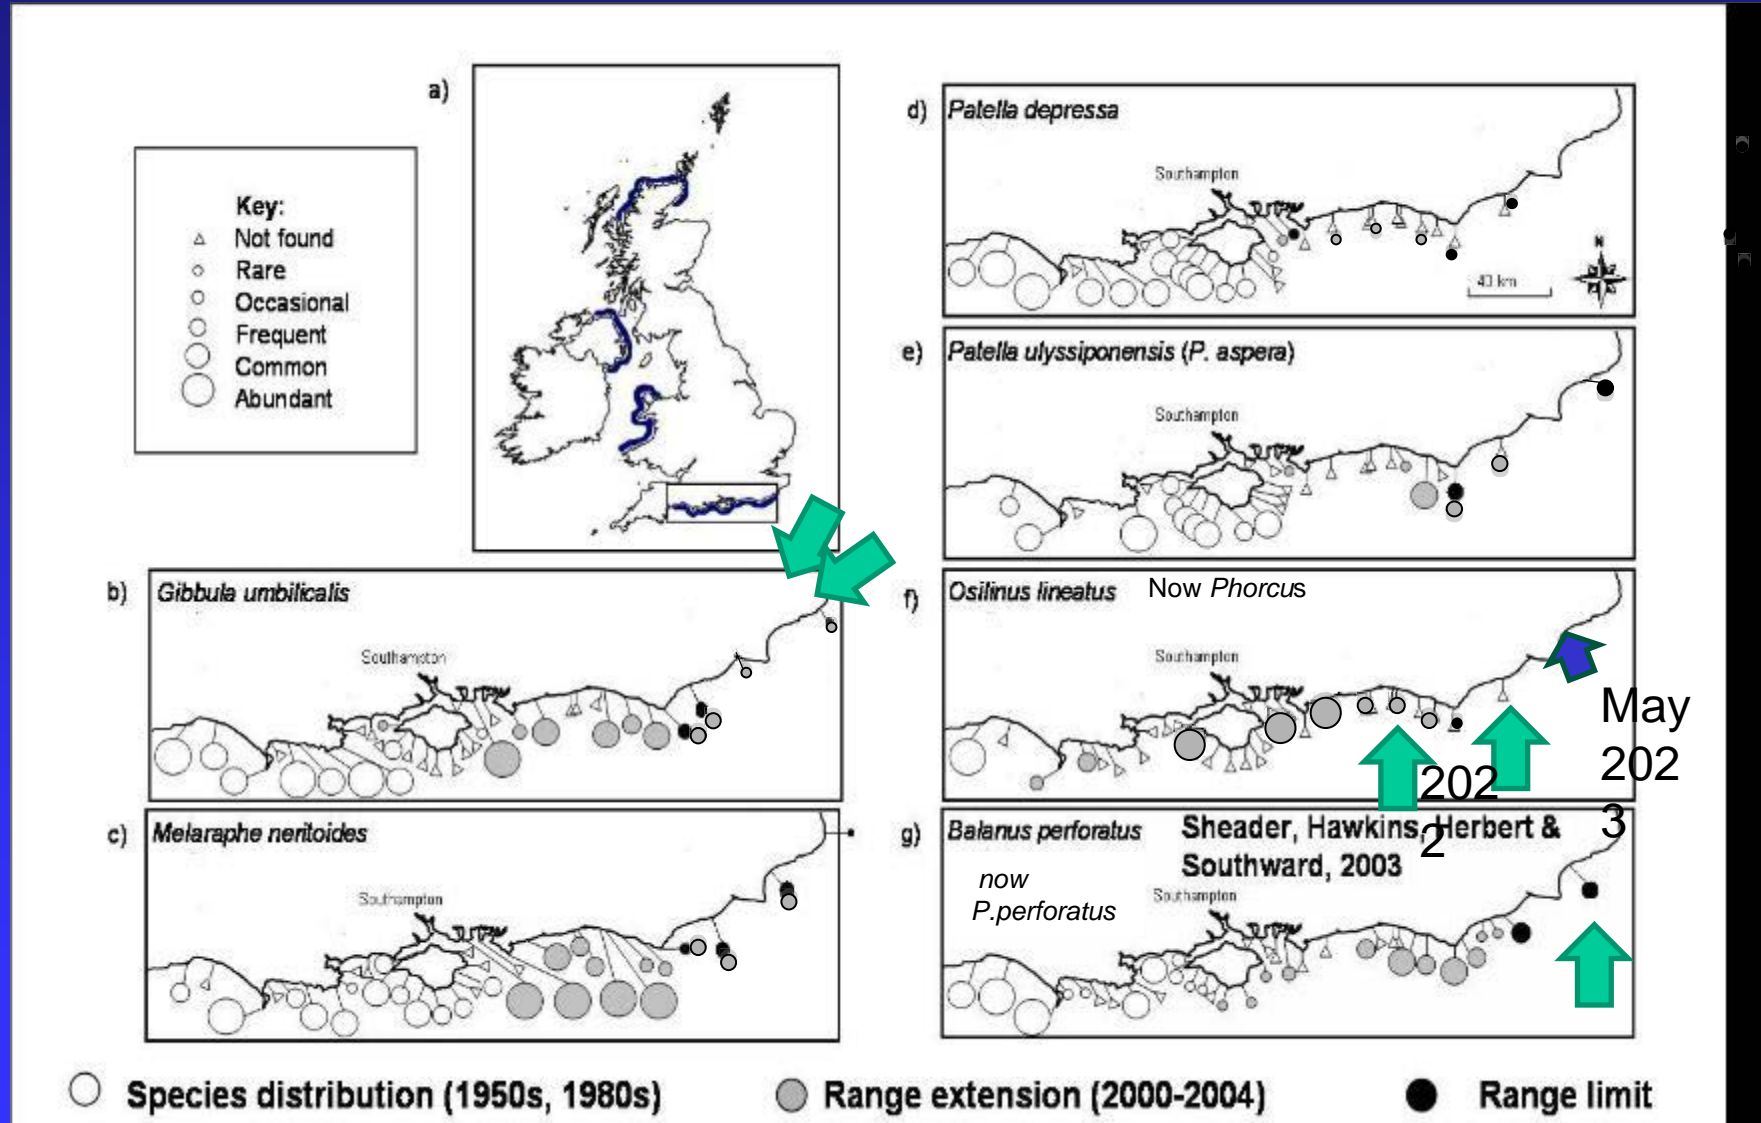 a)
Key:
Not found
Rare
Occasional
Frequent
Common
Abundant
b)
Gibbula umbilicalis
Southampton
c)
Melaraphe neritoides
Southampton
d)
Patella depressa
Southampton
N
40 km
e)
Patella ulyssiponensis (P. aspera)
Southampton
f)
Osilinus lineatus
Now Phorcus
Southampton
May
202
3
202
2
g)
Balanus perforatus
Sheader, Hawkins, Herbert &
Southward, 2003
now
P.perforatus
Southampton
Species distribution (1950s, 1980s)
Range extension (2000-2004)
Range limit